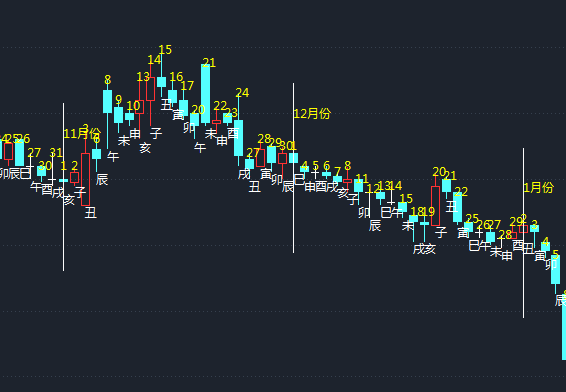 11月份
12月份
1月份
4 25 26 27 30 31 1 2 3 6 8 9 10 13 14 15 16 17 20 21 22 23 24 27 28 29 30 1 4 5 6 7 8 11 12 13 14 15 18 19 20 21 22 25 26 27 28 29 2 3 4 5
卯 辰 巳 午 酉 戌 亥 子 丑 辰 午 未 申 亥 子 丑 寅 卯 午 未 申 酉 戌 丑 寅 卯 辰 巳 申 酉 戌 亥 子 卯 辰 巳 午 未 戌 亥 子 丑 寅 巳 午 未 申 酉 丑 寅 卯 辰